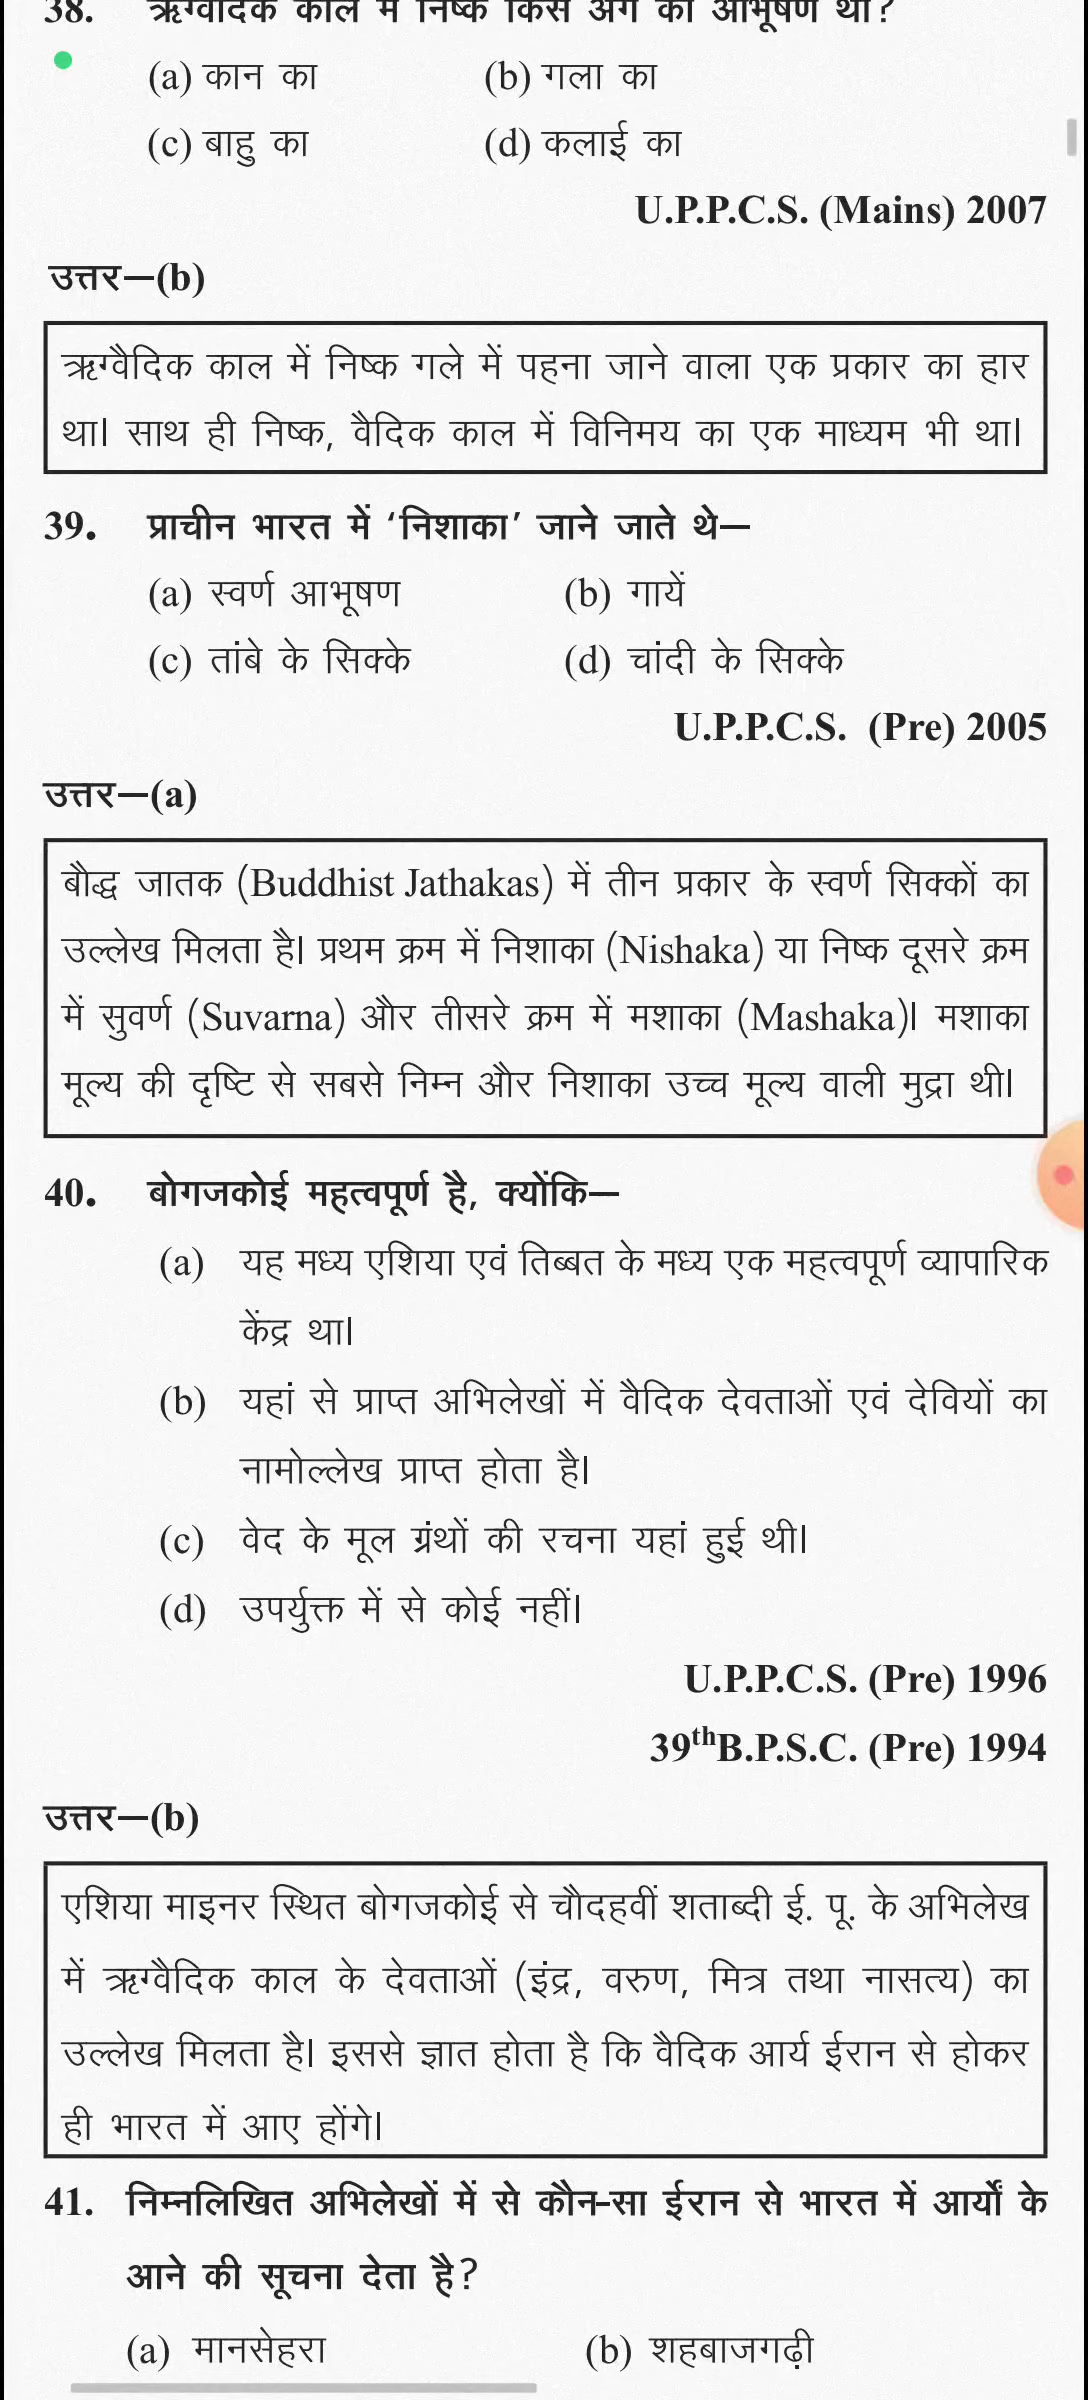 38. ऋग्वैदिक काल में निष्क किस अंग का आभूषण था?
(a) कान का (b) गला का
(c) बाहु का (d) कलाई का
U.P.P.C.S. (Mains) 2007
उत्तर—(b)
ऋग्वैदिक काल में निष्क गले में पहना जाने वाला एक प्रकार का हार
था। साथ ही निष्क, वैदिक काल में विनिमय का एक माध्यम भी था।
39. प्राचीन भारत में ‘निशाका’ जाने जाते थे—
(a) स्वर्ण आभूषण (b) गायें
(c) तांबे के सिक्के (d) चांदी के सिक्के
U.P.P.C.S. (Pre) 2005
उत्तर—(a)
बौद्ध जातक (Buddhist Jathakas) में तीन प्रकार के स्वर्ण सिक्कों का
उल्लेख मिलता है। प्रथम क्रम में निशाका (Nishaka) या निष्क दूसरे क्रम
में सुवर्ण (Suvarna) और तीसरे क्रम में मशाका (Mashaka)। मशाका
मूल्य की दृष्टि से सबसे निम्न और निशाका उच्च मूल्य वाली मुद्रा थी।
40. बोगजकोई महत्वपूर्ण है, क्योंकि—
(a) यह मध्य एशिया एवं तिब्बत के मध्य एक महत्वपूर्ण व्यापारिक
केंद्र था।
(b) यहां से प्राप्त अभिलेखों में वैदिक देवताओं एवं देवियों का
नामोल्लेख प्राप्त होता है।
(c) वेद के मूल ग्रंथों की रचना यहां हुई थी।
(d) उपर्युक्त में से कोई नहीं।
U.P.P.C.S. (Pre) 1996
39thB.P.S.C. (Pre) 1994
उत्तर—(b)
एशिया माइनर स्थित बोगजकोई से चौदहवीं शताब्दी ई. पू. के अभिलेख
में ऋग्वैदिक काल के देवताओं (इंद्र, वरुण, मित्र तथा नासत्य) का
उल्लेख मिलता है। इससे ज्ञात होता है कि वैदिक आर्य ईरान से होकर
ही भारत में आए होंगे।
41. निम्नलिखित अभिलेखों में से कौन-सा ईरान से भारत में आर्यों के
आने की सूचना देता है?
(a) मानसेहरा (b) शहबाजगढ़ी